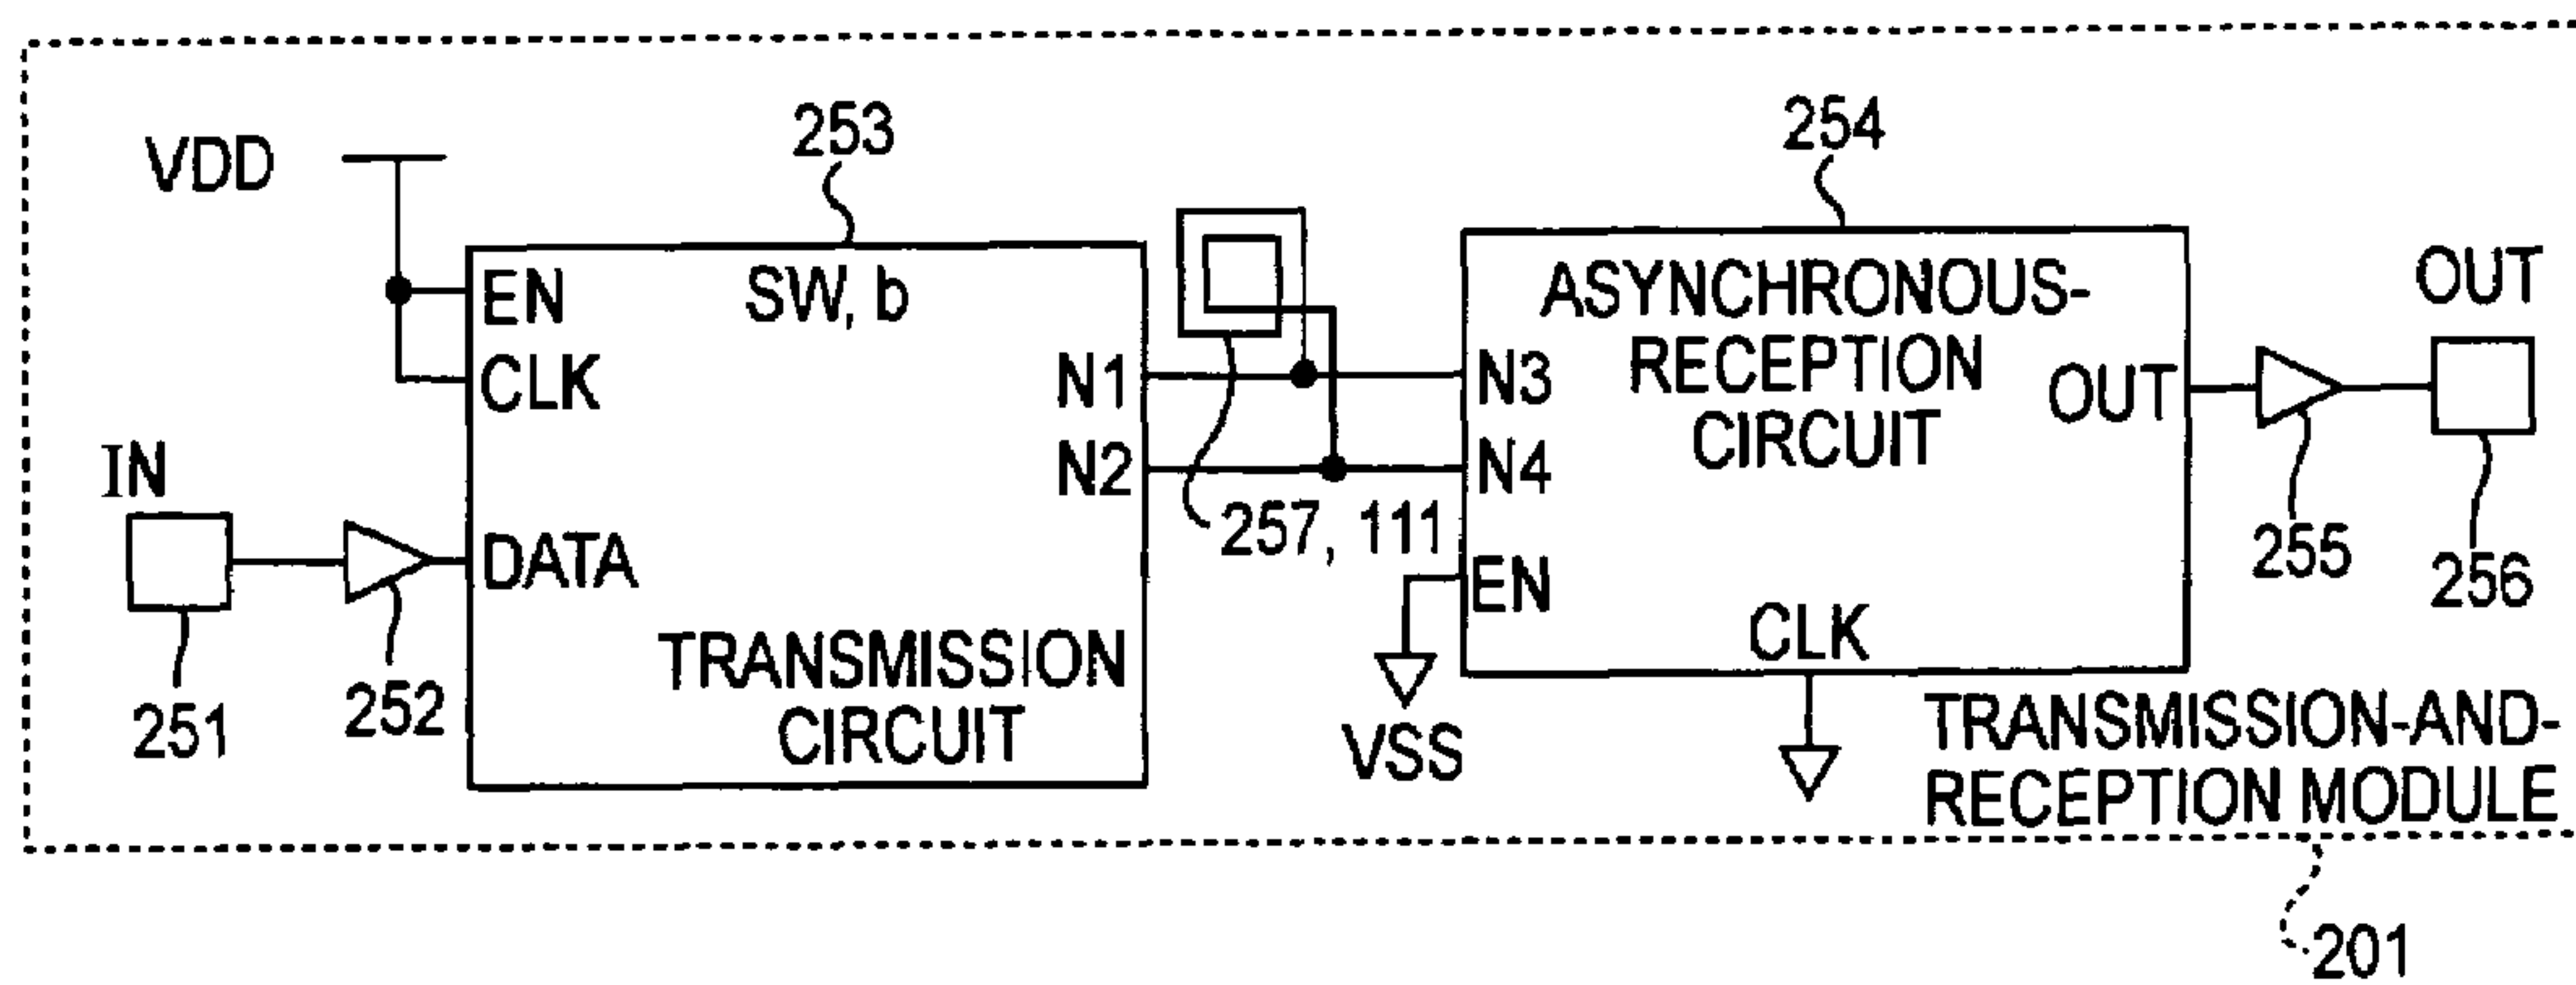 VDD
253
254
EN
SW, b
CLK
N1
N2
ASYNCHRONOUS-
RECEPTION
CIRCUIT
N3
N4
OUT
OUT
IN
DATA
257, 111
EN
CLK
251
252
TRANSMISSION
CIRCUIT
VSS
255
256
TRANSMISSION-AND-
RECEPTION MODULE
201